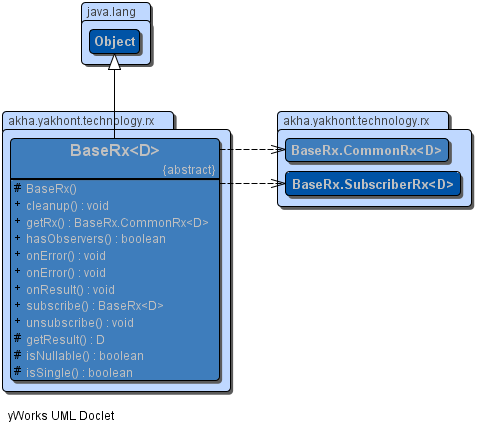 java.lang
Object
akha.yakhont.technology.rx
BaseRx<D>
{abstract}
# BaseRx()
+ cleanup() : void
+ getRx() : BaseRx.CommonRx<D>
+ hasObservers() : boolean
+ onError() : void
+ onError() : void
+ onResult() : void
+ subscribe() : BaseRx<D>
+ unsubscribe() : void
# getResult() : D
# isNullable() : boolean
# isSingle() : boolean
akha.yakhont.technology.rx
BaseRx.CommonRx<D>
BaseRx.SubscriberRx<D>
yWorks UML Doclet